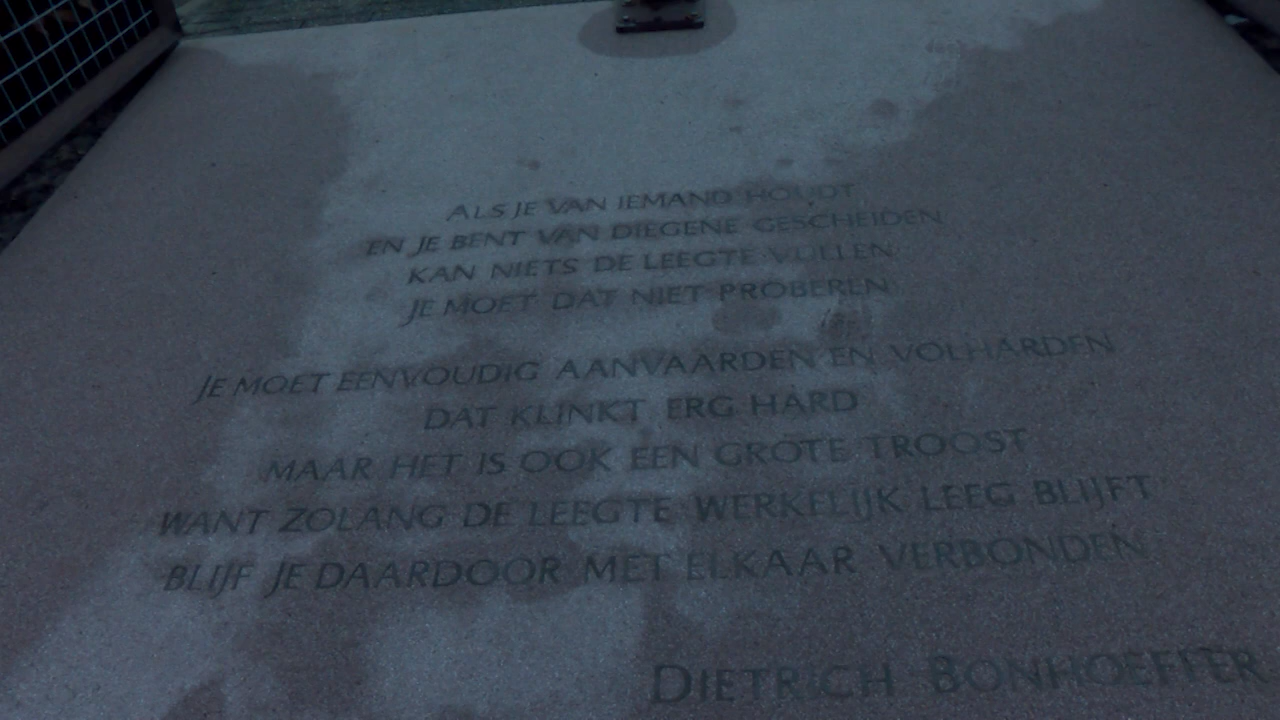 ALS JE VAN IEMAND HOUDT
EN JE BENT VAN DIEGENE GESCHEIDEN
KAN NIETS DE LEEGTE VULLEN
JE MOET DAT NIET PROBEREN
JE MOET EENVOUDIG AANVAARDEN EN VOLHARDEN
DAT KLINKT ERG HARD
MAAR HET IS OOK EEN GROTE TROOST
WANT ZOLANG DE LEEGTE WERKELIJK LEEG BLIJFT
BLIJF JE DAARDOOR MET ELKAAR VERBONDEN
DIETRICH BONHOEFFER